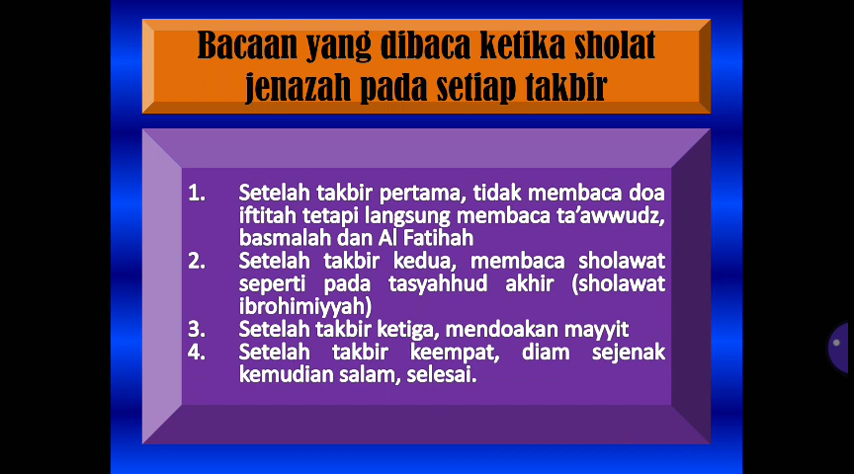 Bacaan yang dibaca ketika sholat
jenazah pada setiap takbir
1. Setelah takbir pertama, tidak membaca doa
iftitah tetapi langsung membaca ta’awwudz,
basmalah dan Al Fatihah
2. Setelah takbir kedua, membaca sholawat
seperti pada tasyahhud akhir (sholawat
ibrohimiyyah)
3. Setelah takbir ketiga, mendoakan mayyit
4. Setelah takbir keempat, diam sejenak
kemudian salam, selesai.